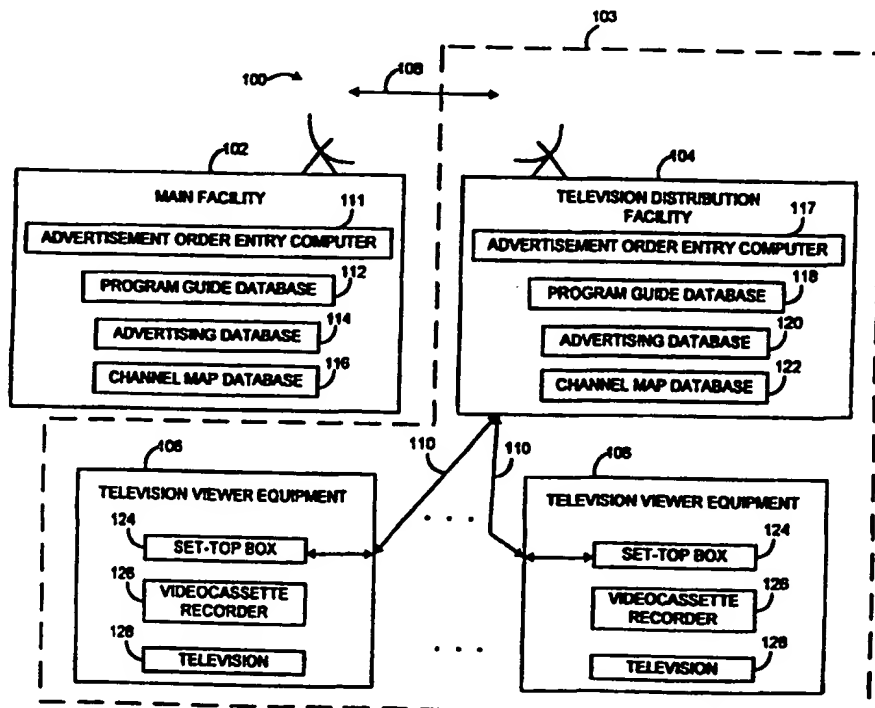 103
100
108
102
104
MAIN FACILITY
111
ADVERTISEMENT ORDER ENTRY COMPUTER
PROGRAM GUIDE DATABASE
112
ADVERTISING DATABASE
114
CHANNEL MAP DATABASE
116
TELEVISION DISTRIBUTION
FACILITY
117
ADVERTISEMENT ORDER ENTRY COMPUTER
PROGRAM GUIDE DATABASE
118
ADVERTISING DATABASE
120
CHANNEL MAP DATABASE
122
106
110
110
106
TELEVISION VIEWER EQUIPMENT
124
SET-TOP BOX
126
VIDEOCASSETTE
RECORDER
128
TELEVISION
. . .
. . .
TELEVISION VIEWER EQUIPMENT
124
SET-TOP BOX
126
VIDEOCASSETTE
RECORDER
128
TELEVISION